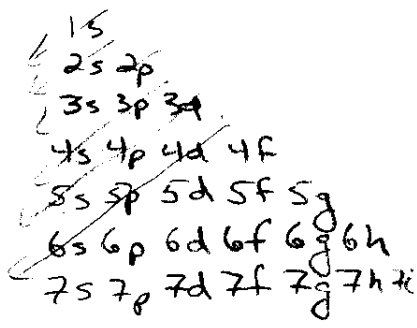 1s
2s 2p
3s 3p 3d
4s 4p 4d 4f
5s 5p 5d 5f 5g
6s 6p 6d 6f 6g 6h
7s 7p 7d 7f 7g 7h 7i